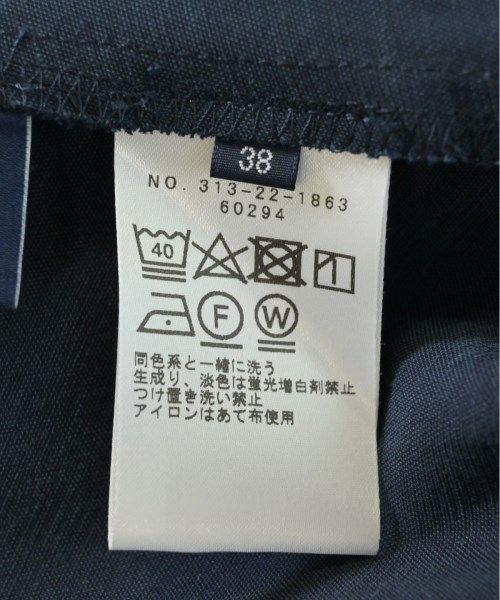 38
NO. 313-22-1863
60294
40
F W
同色系と一緒に洗う
生成り、淡色は蛍光増白剤禁止
つけ置き洗い禁止
アイロンはあて布使用